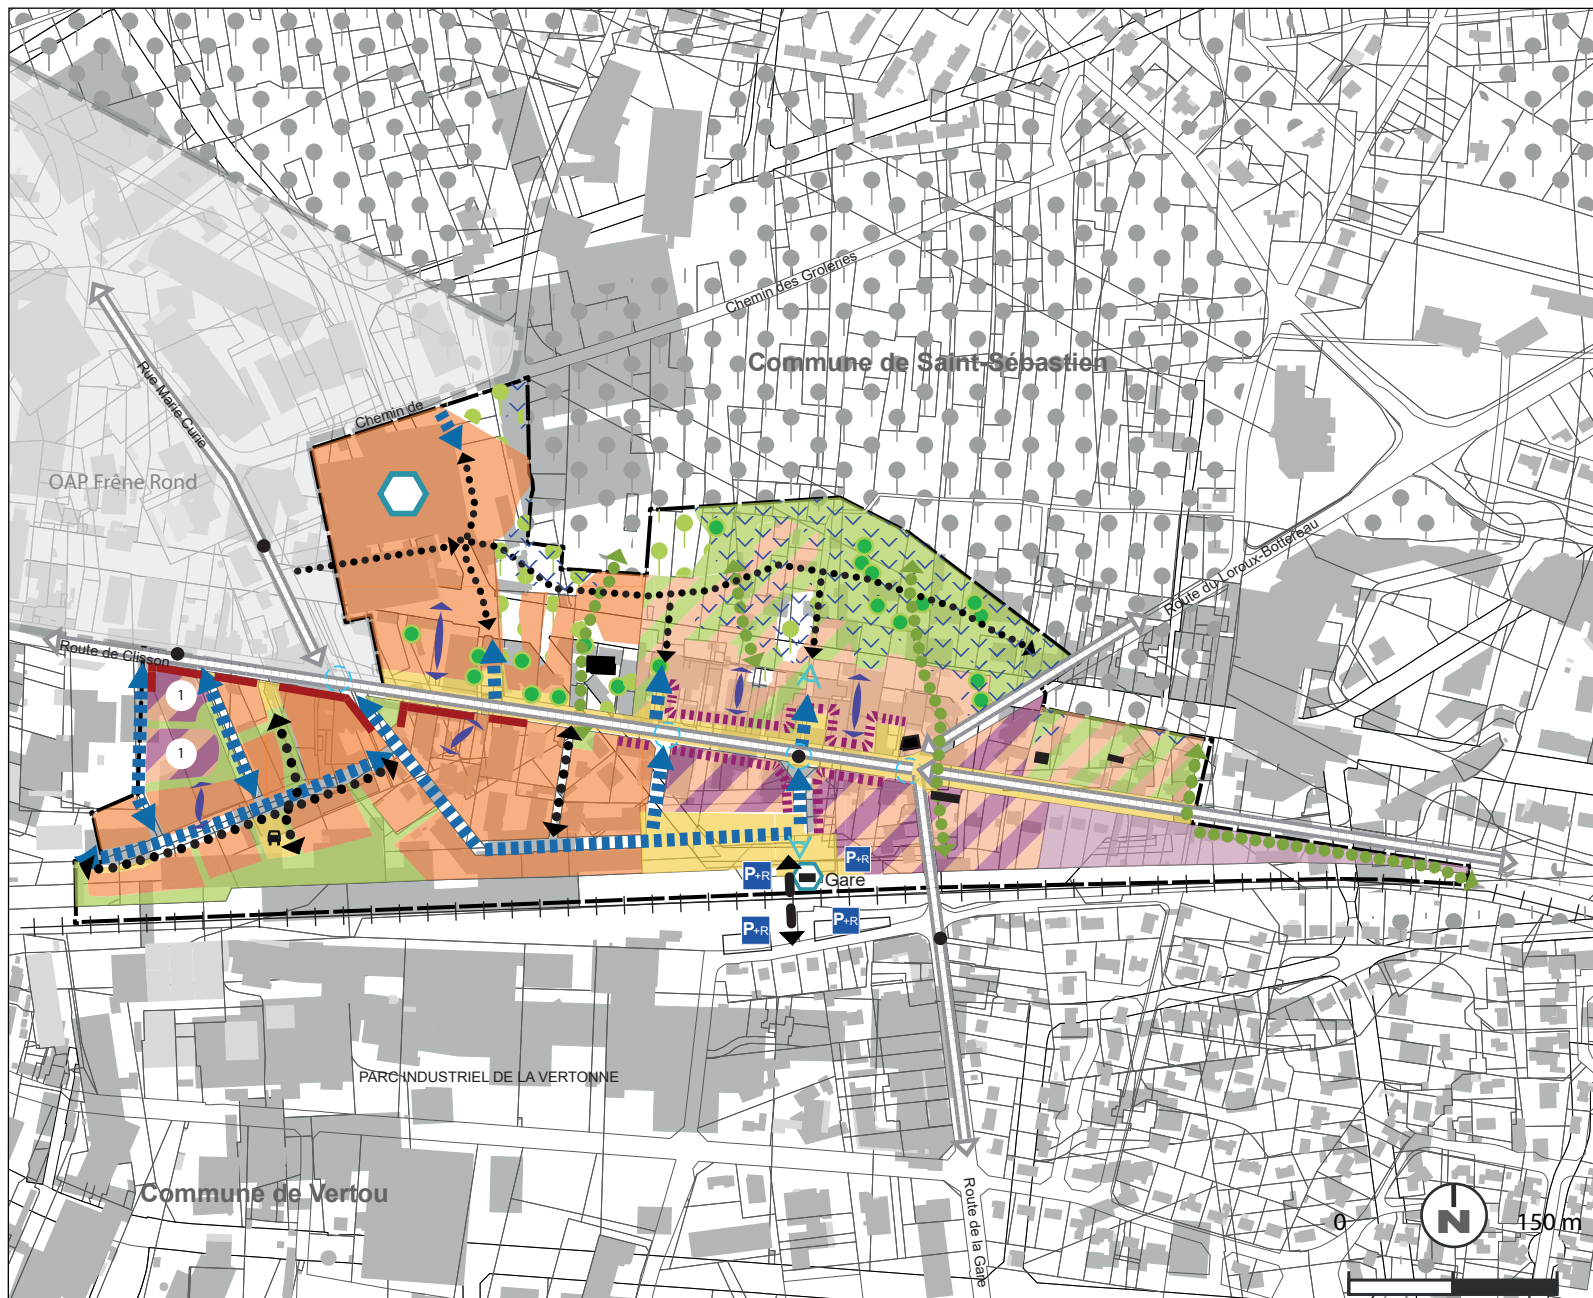 Chemin des Groleries
Commune de Saint-Sébastien
Rue Marie Curie
Chemin de
OAP Frêne Rond
Route du Loroux-Bottereau
Route de Clisson
1
1
P+R
P+R
Gare
P+R
P+R
PARC INDUSTRIEL DE LA VERTONNE
Commune de Vertou
Route de la Gare
N
0
150 m